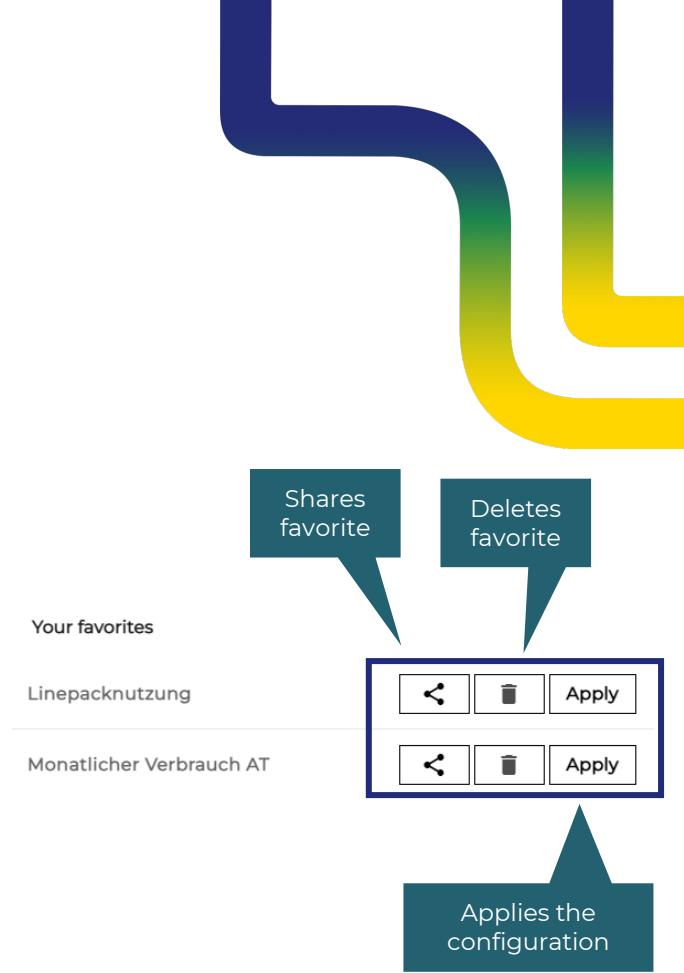 Shares
favorite
Deletes
favorite
Your favorites
Linepacknutzung
Apply
Monatlicher Verbrauch AT
Apply
Applies the
configuration